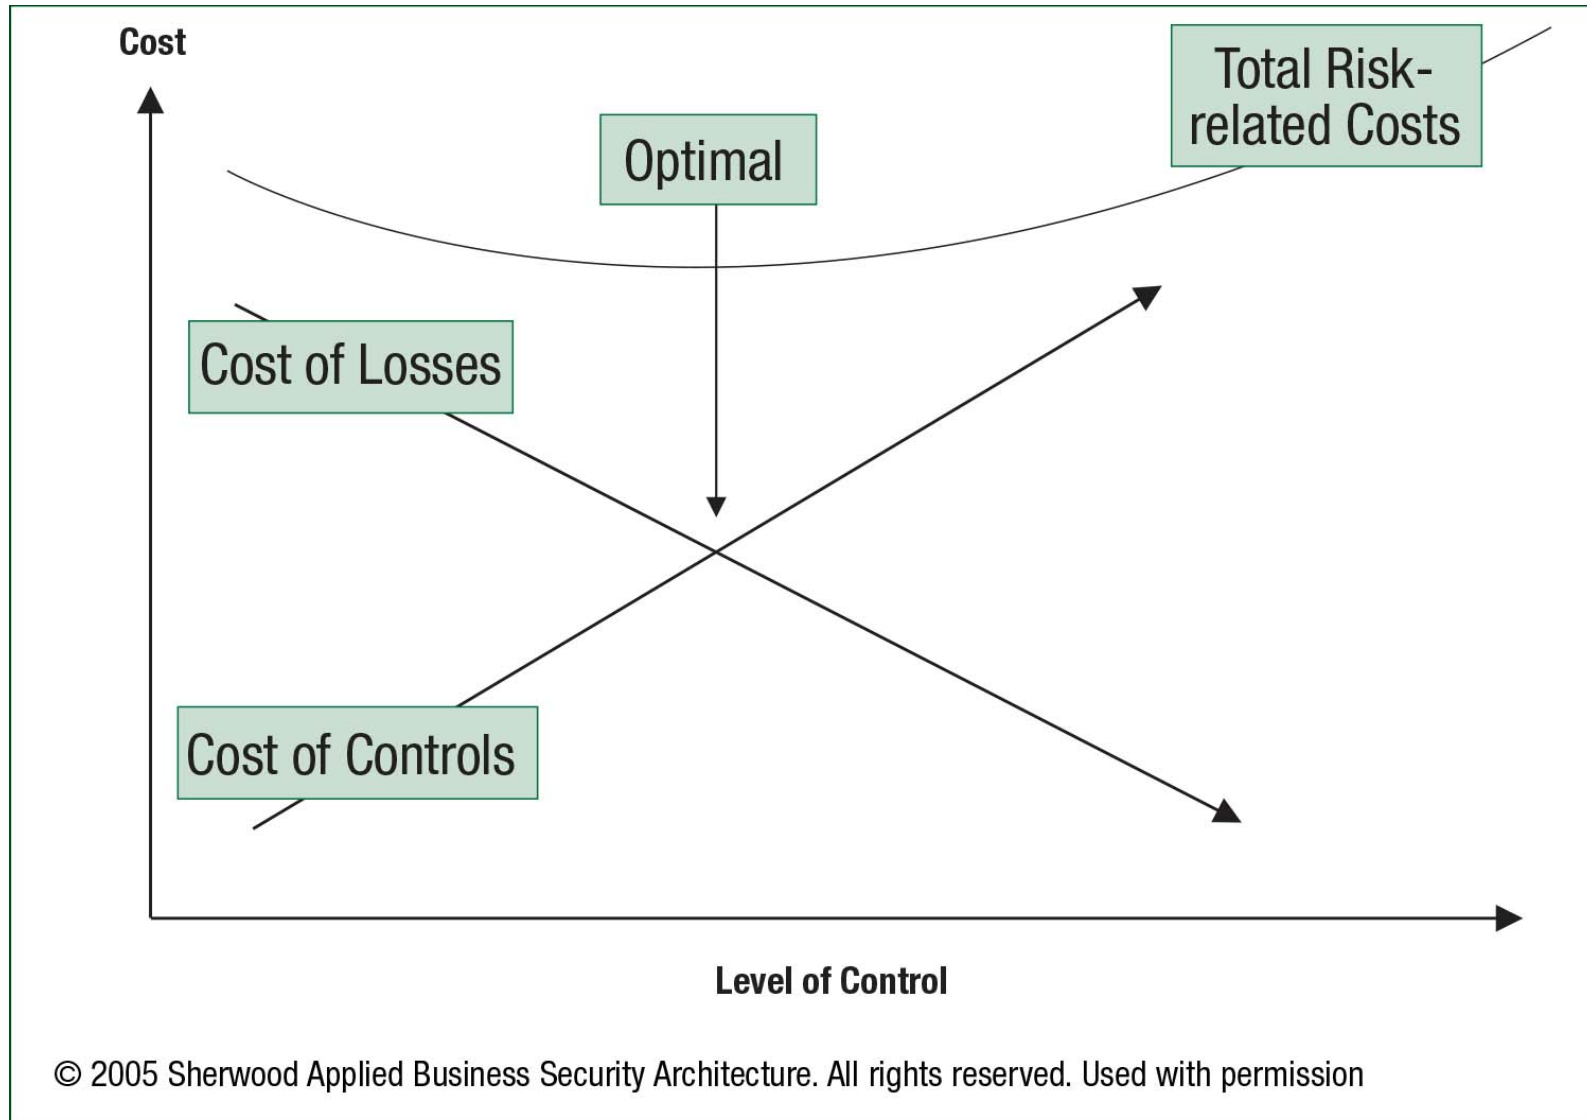 Cost
Total Risk-
related Costs
Optimal
Cost of Losses
Cost of Controls
Level of Control
© 2005 Sherwood Applied Business Security Architecture. All rights reserved. Used with permission